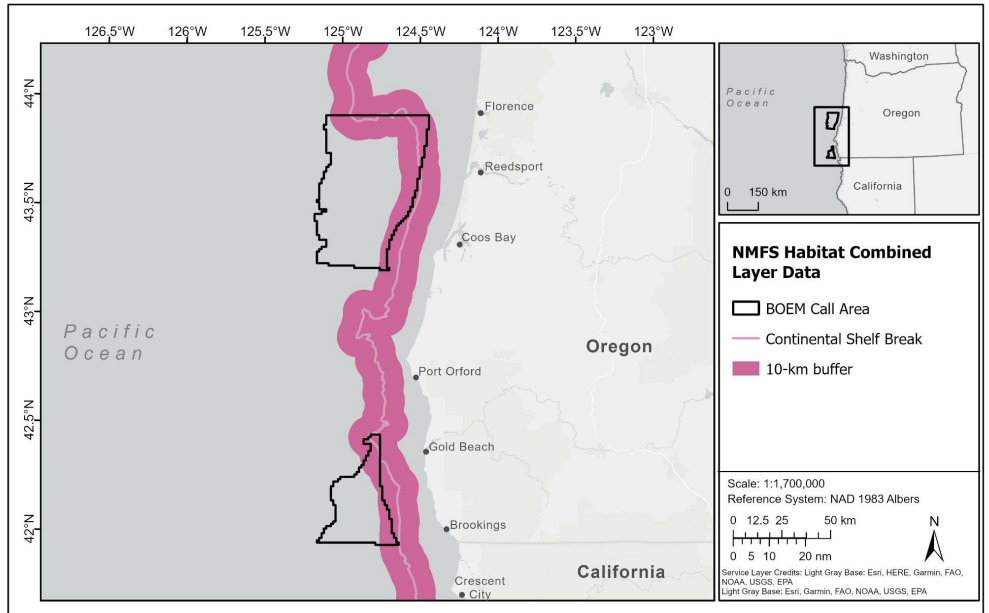 126.5°W 126°W 125.5°W 125°W 124.5°W 123.5°W 123°W
44°N
43.5°N
43°N
42.5°N
42°N
Florence
Reedsport
Coos Bay
Pacific
Ocean
Oregon
Port Orford
Gold Beach
Brookings
California
Crescent
City
Washington
Pacific
Ocean
Oregon
California
0 150 km
NMFS Habitat Combined
Layer Data
BOEM Call Area
Continental Shelf Break
10-km buffer
Scale: 1:1,700,000
Reference System: NAD 1983 Albers
0 12.5 25 50 km
0 5 10 20 nm
N
Service Layer Credits: Light Gray Base: Esri, HERE, Garmin, FAO,
NOAA, USGS, EPA
Light Gray Base: Esri, Garmin, FAO, NOAA, USGS, EPA